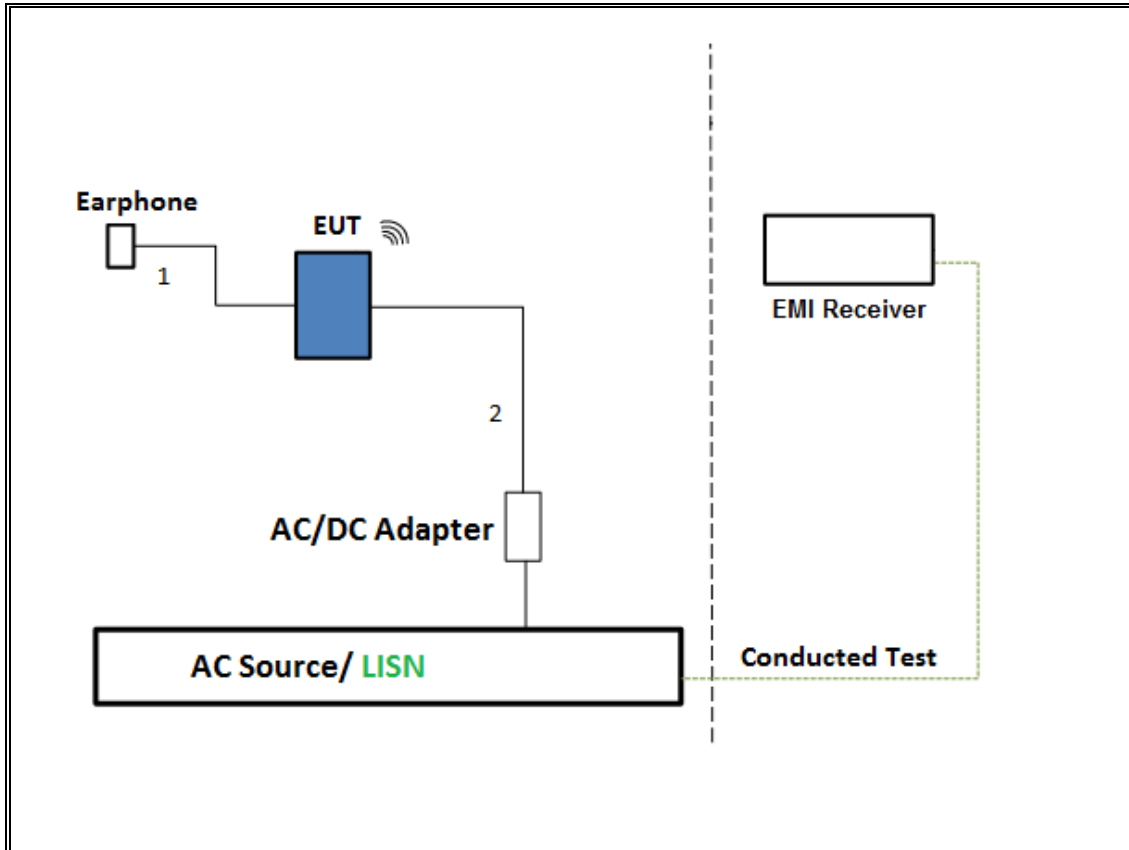 Earphone
1
EUT
EMI Receiver
2
AC/DC Adapter
AC Source/ LISN
Conducted Test